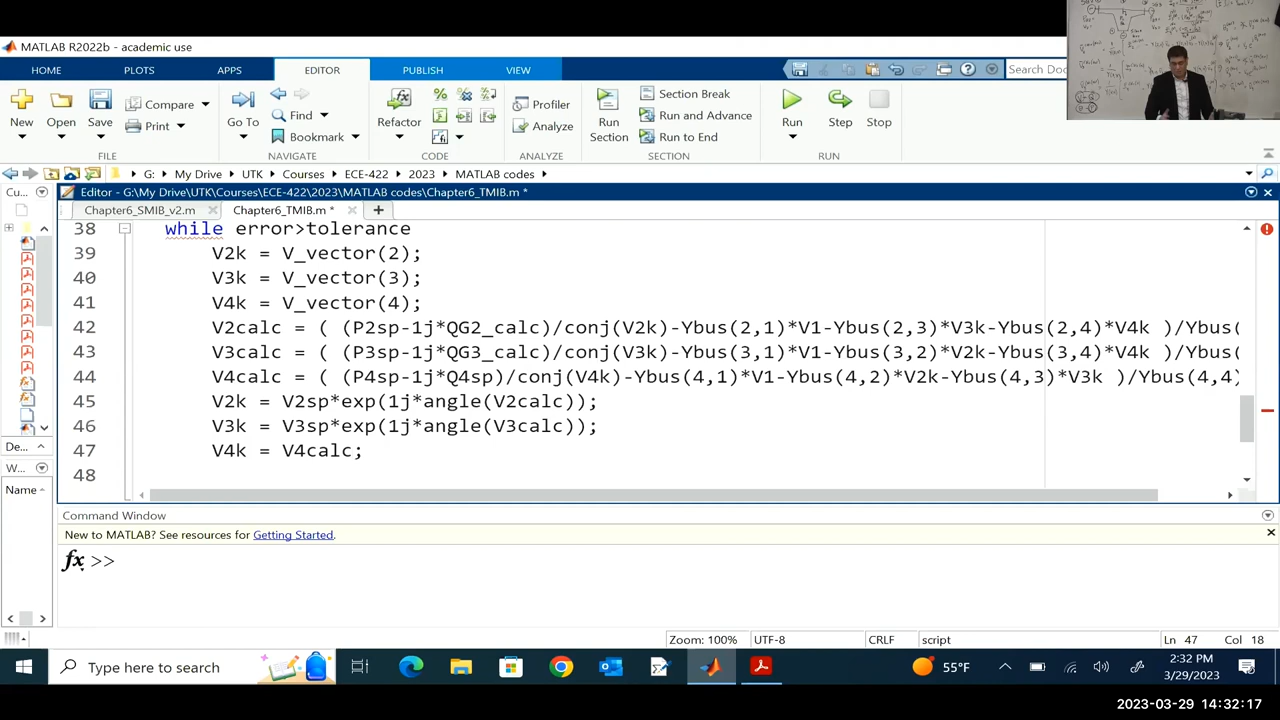 MATLAB R2022b - academic use
HOME PLOTS APPS EDITOR PUBLISH VIEW Search Doc
New Open Save Compare Print Go To Find Bookmark Refactor Profiler Analyze Run Section Section Break Run and Advance Run to End Run Step Stop
FILE NAVIGATE CODE ANALYZE SECTION RUN
G: My Drive UTK Courses ECE-422 2023 MATLAB codes
Cu... Editor - G:\My Drive\UTK\Courses\ECE-422\2023\MATLAB codes\Chapter6_TMIB.m *
Chapter6_SMIB_v2.m Chapter6_TMIB.m * +
38 while error>tolerance
39 V2k = V_vector(2);
40 V3k = V_vector(3);
41 V4k = V_vector(4);
42 V2calc = ( (P2sp-1j*QG2_calc)/conj(V2k)-Ybus(2,1)*V1-Ybus(2,3)*V3k-Ybus(2,4)*V4k )/Ybus(
43 V3calc = ( (P3sp-1j*QG3_calc)/conj(V3k)-Ybus(3,1)*V1-Ybus(3,2)*V2k-Ybus(3,4)*V4k )/Ybus(
44 V4calc = ( (P4sp-1j*Q4sp)/conj(V4k)-Ybus(4,1)*V1-Ybus(4,2)*V2k-Ybus(4,3)*V3k )/Ybus(4,4)
45 V2k = V2sp*exp(1j*angle(V2calc));
46 V3k = V3sp*exp(1j*angle(V3calc));
47 V4k = V4calc;
48
De...
W...
Name
Command Window
New to MATLAB? See resources for Getting Started.
fx >>
Zoom: 100% UTF-8 CRLF script Ln 47 Col 18
Type here to search
55°F
2:32 PM
3/29/2023
2023-03-29 14:32:17